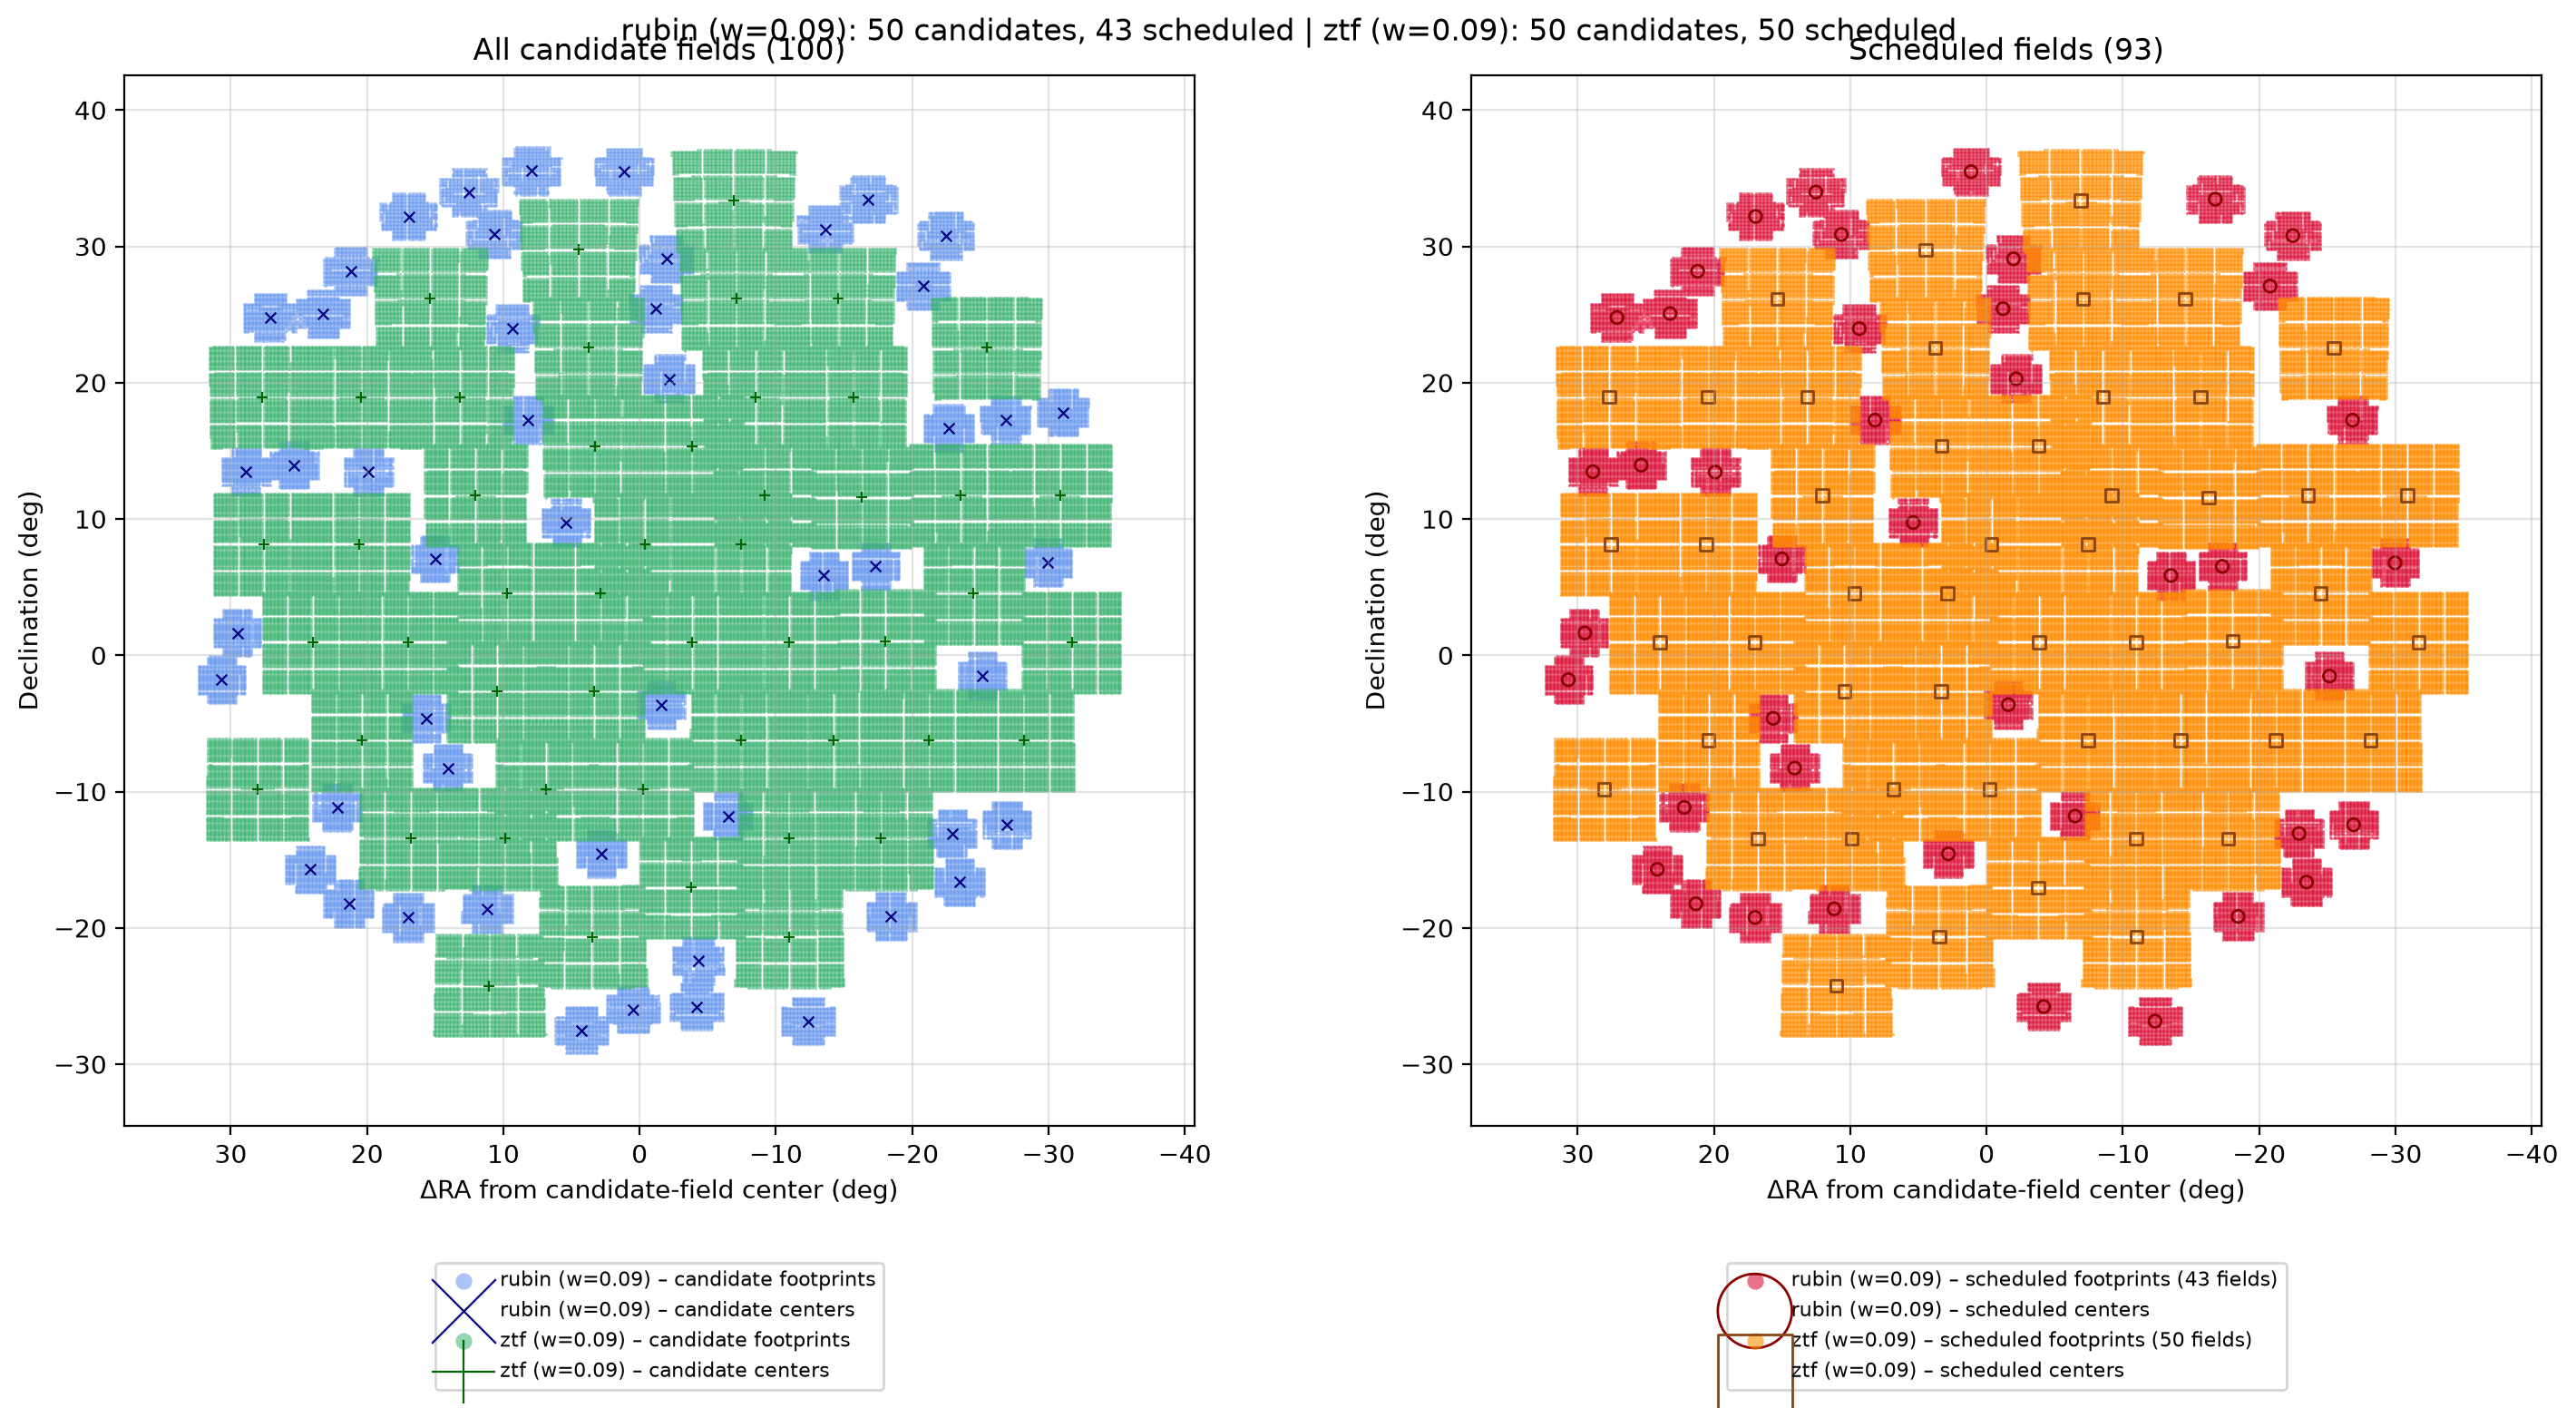 rubin (w=0.09): 50 candidates, 43 scheduled | ztf (w=0.09): 50 candidates, 50 scheduled
All candidate fields (100)
40
30
20
10
0
−10
−20
−30
Declination (deg)
30
20
10
0
−10
−20
−30
−40
ΔRA from candidate-field center (deg)
rubin (w=0.09) – candidate footprints
rubin (w=0.09) – candidate centers
ztf (w=0.09) – candidate footprints
ztf (w=0.09) – candidate centers
Scheduled fields (93)
40
30
20
10
0
−10
−20
−30
Declination (deg)
30
20
10
0
−10
−20
−30
−40
ΔRA from candidate-field center (deg)
rubin (w=0.09) – scheduled footprints (43 fields)
rubin (w=0.09) – scheduled centers
ztf (w=0.09) – scheduled footprints (50 fields)
ztf (w=0.09) – scheduled centers